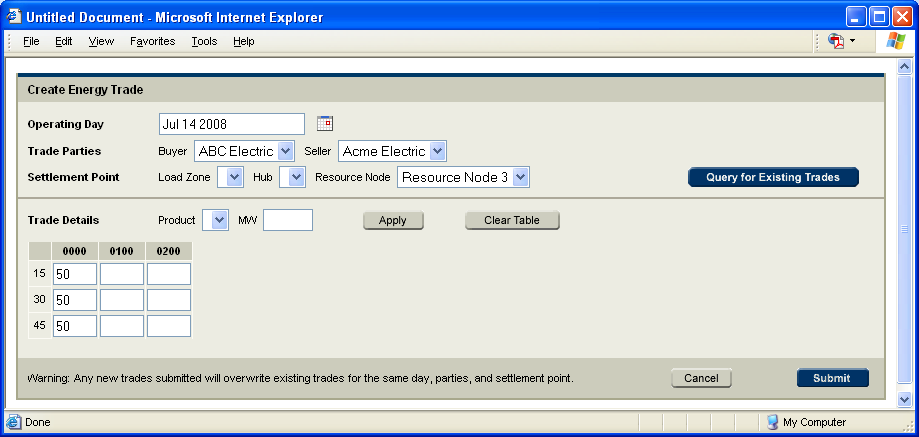 Untitled Document - Microsoft Internet Explorer
File Edit View Favorites Tools Help
Create Energy Trade
Operating Day Jul 14 2008
Trade Parties Buyer ABC Electric Seller Acme Electric
Settlement Point Load Zone Hub Resource Node Resource Node 3 Query for Existing Trades
Trade Details Product MW Apply Clear Table
0000 0100 0200
15 50
30 50
45 50
Warning: Any new trades submitted will overwrite existing trades for the same day, parties, and settlement point. Cancel Submit
Done My Computer